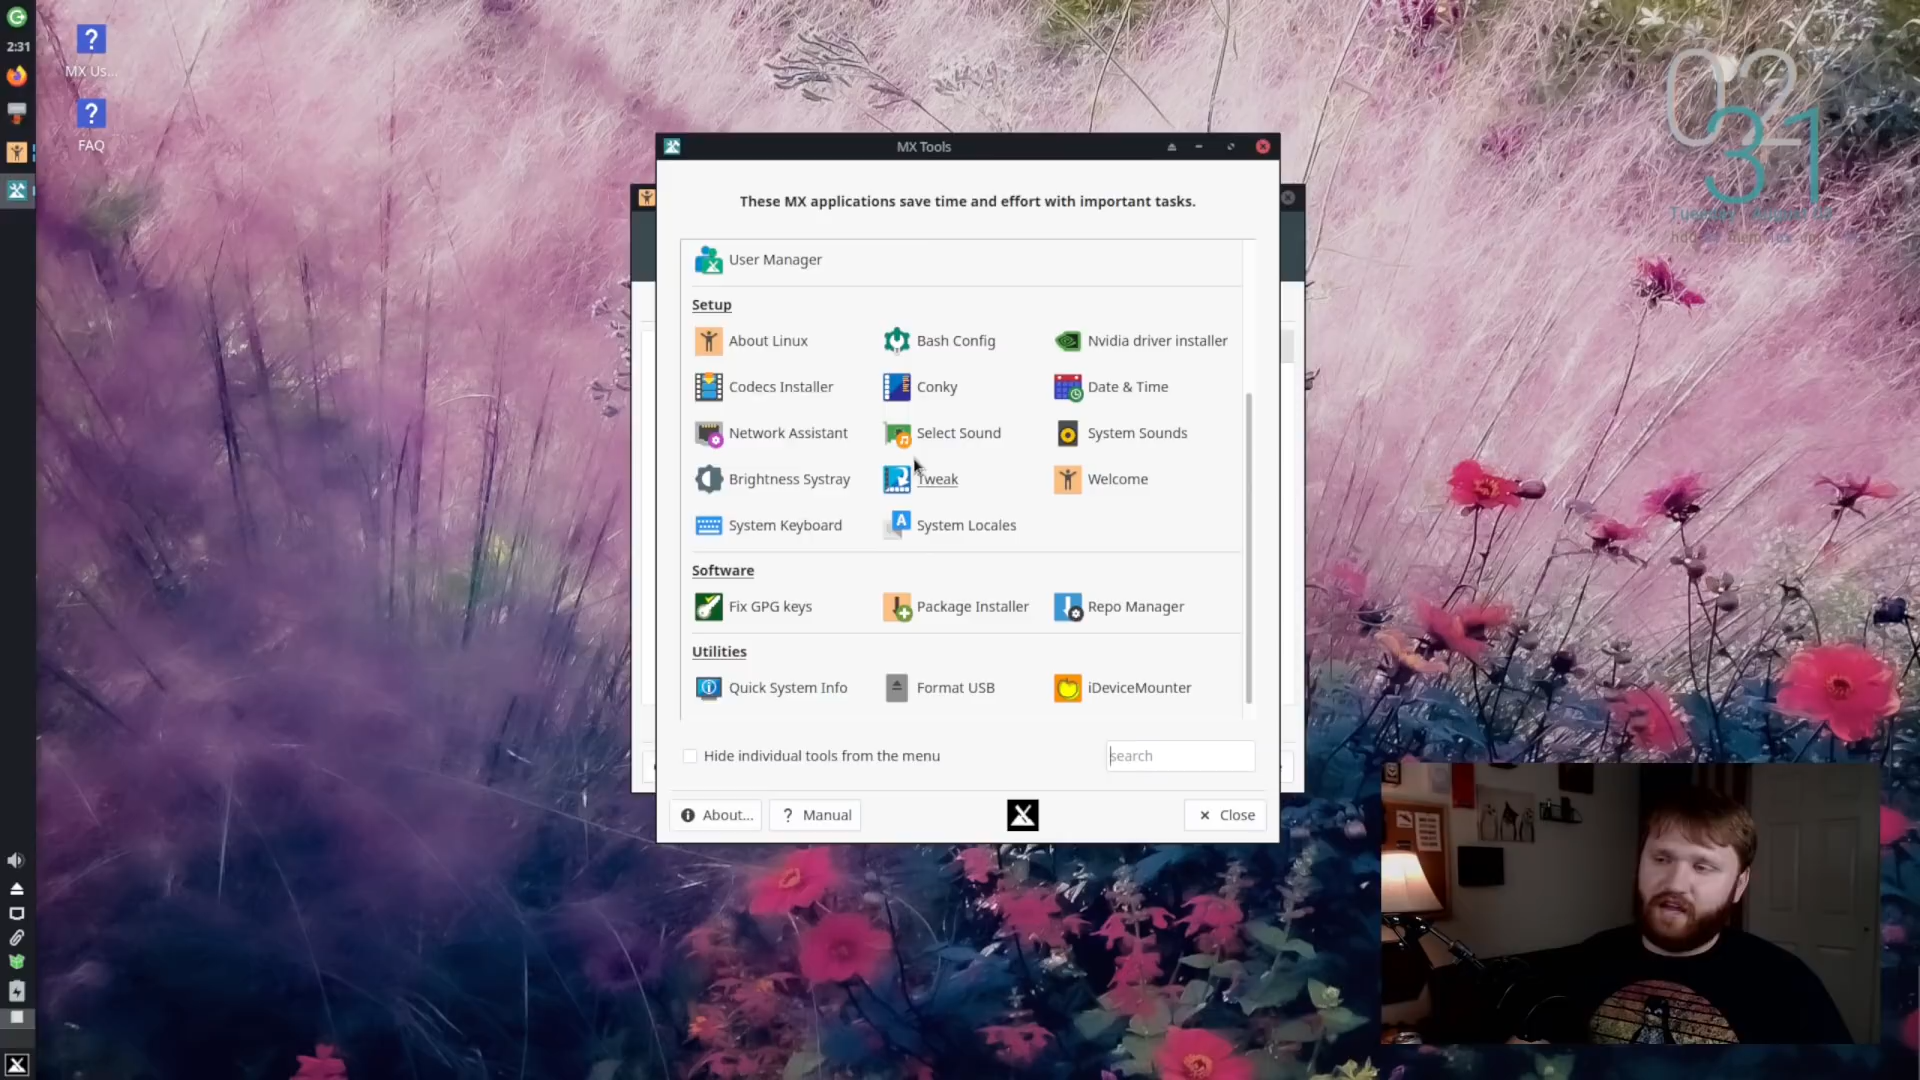 2:31
MX Us...
FAQ
02
31
MX Tools
These MX applications save time and effort with important tasks.
User Manager
Setup
About Linux
Bash Config
Nvidia driver installer
Codecs Installer
Conky
Date & Time
Network Assistant
Select Sound
System Sounds
Brightness Systray
Tweak
Welcome
System Keyboard
System Locales
Software
Fix GPG keys
Package Installer
Repo Manager
Utilities
Quick System Info
Format USB
iDeviceMounter
Hide individual tools from the menu
search
About...
? Manual
Close